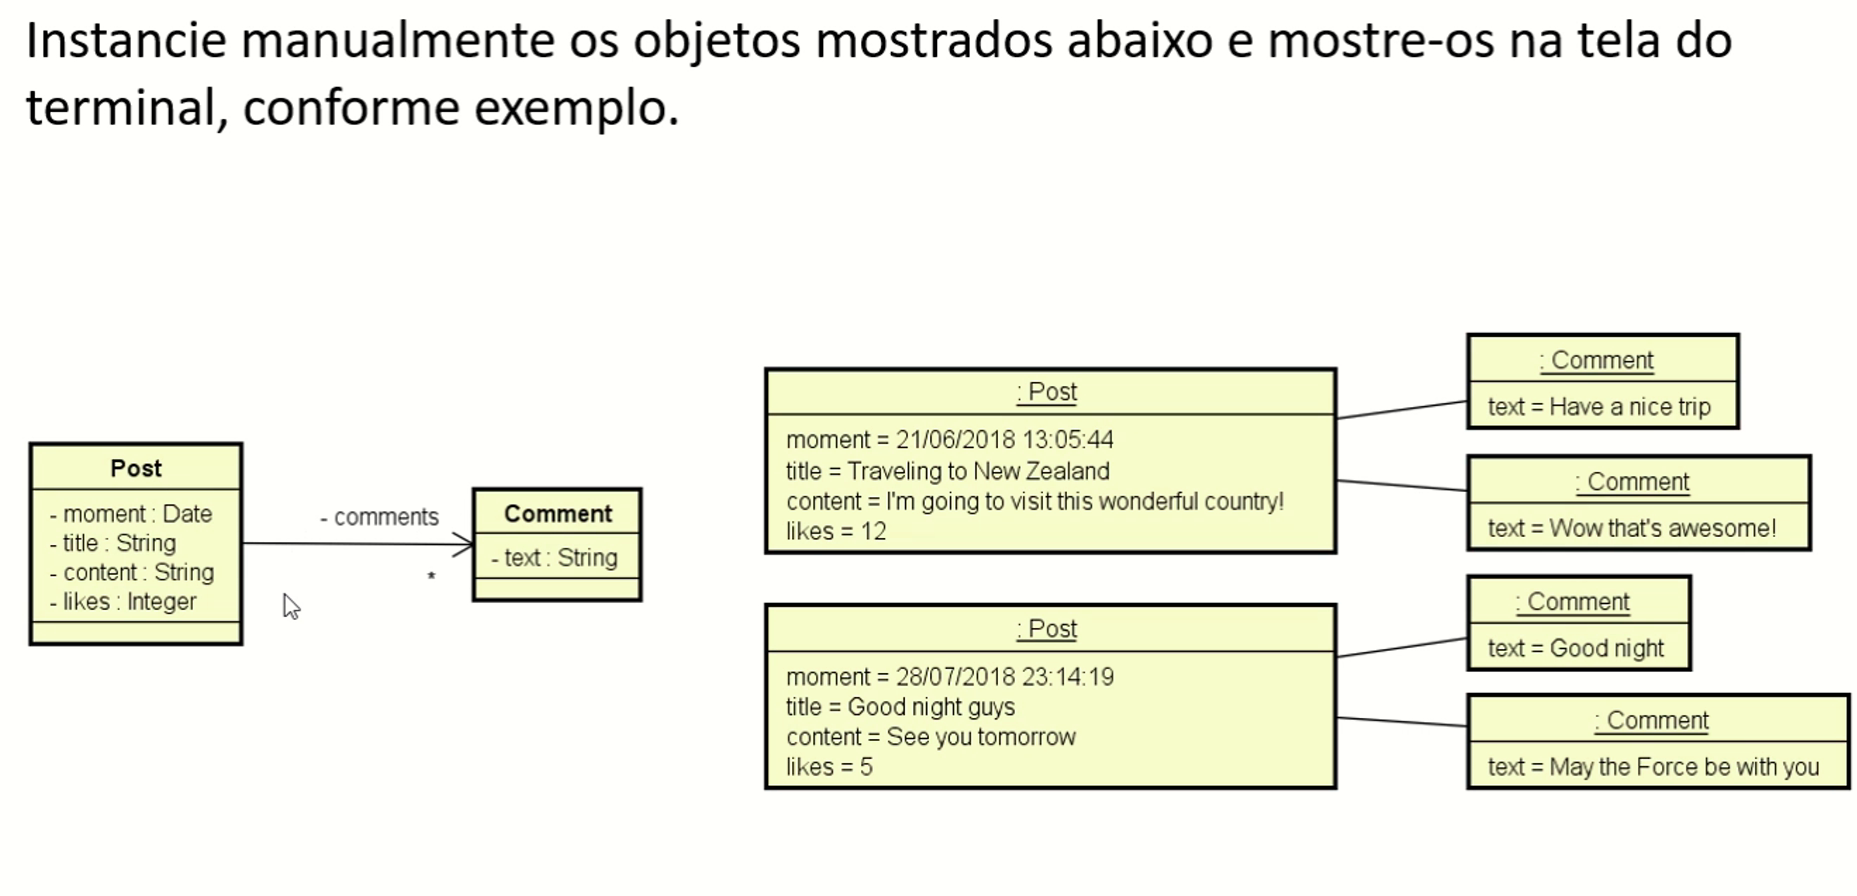 Instancie manualmente os objetos mostrados abaixo e mostre-os na tela do
terminal, conforme exemplo.
Post
- moment : Date
- title : String
- content : String
- likes : Integer
- comments
*
Comment
- text : String
: Post
moment = 21/06/2018 13:05:44
title = Traveling to New Zealand
content = I'm going to visit this wonderful country!
likes = 12
: Comment
text = Have a nice trip
: Comment
text = Wow that's awesome!
: Post
moment = 28/07/2018 23:14:19
title = Good night guys
content = See you tomorrow
likes = 5
: Comment
text = Good night
: Comment
text = May the Force be with you